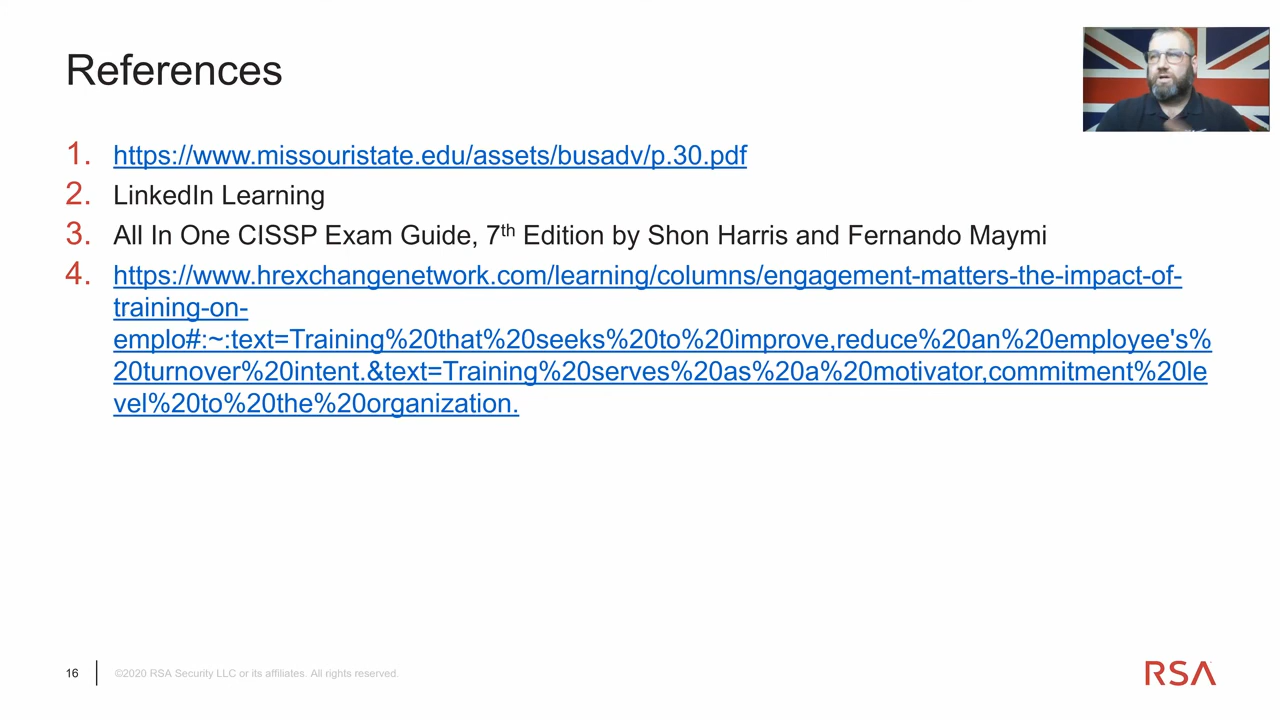 References
1. https://www.missouristate.edu/assets/busadv/p.30.pdf
2. LinkedIn Learning
3. All In One CISSP Exam Guide, 7th Edition by Shon Harris and Fernando Maymi
4. https://www.hrexchangenetwork.com/learning/columns/engagement-matters-the-impact-of-
training-on-
emplo#:~:text=Training%20that%20seeks%20to%20improve,reduce%20an%20employee's%
20turnover%20intent.&text=Training%20serves%20as%20a%20motivator,commitment%20le
vel%20to%20the%20organization.
16
©2020 RSA Security LLC or its affiliates. All rights reserved.
RSA